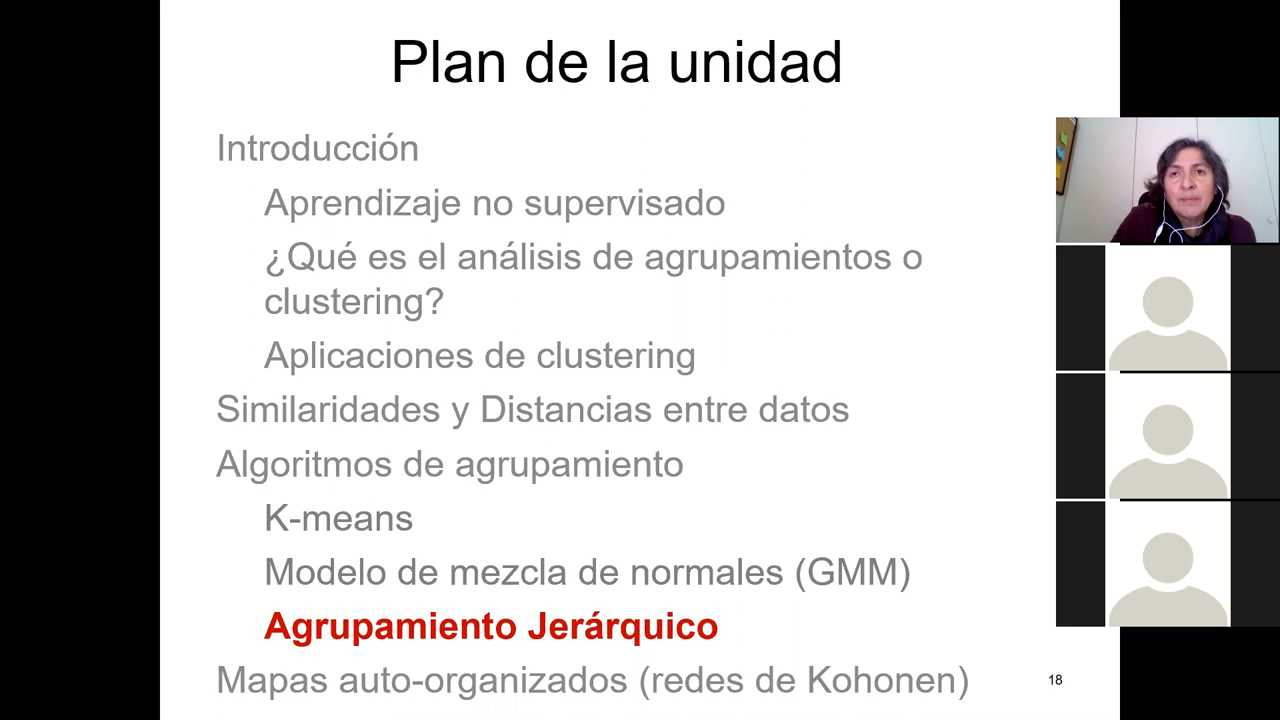 Plan de la unidad
Introducción
Aprendizaje no supervisado
¿Qué es el análisis de agrupamientos o
clustering?
Aplicaciones de clustering
Similaridades y Distancias entre datos
Algoritmos de agrupamiento
K-means
Modelo de mezcla de normales (GMM)
Agrupamiento Jerárquico
Mapas auto-organizados (redes de Kohonen)
18